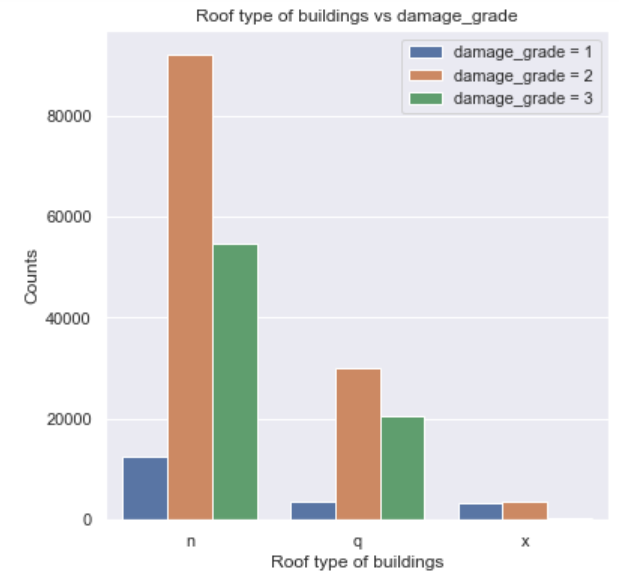 Roof type of buildings vs damage_grade
damage_grade = 1
damage_grade = 2
damage_grade = 3
80000
60000
40000
20000
0
Counts
n q x
Roof type of buildings